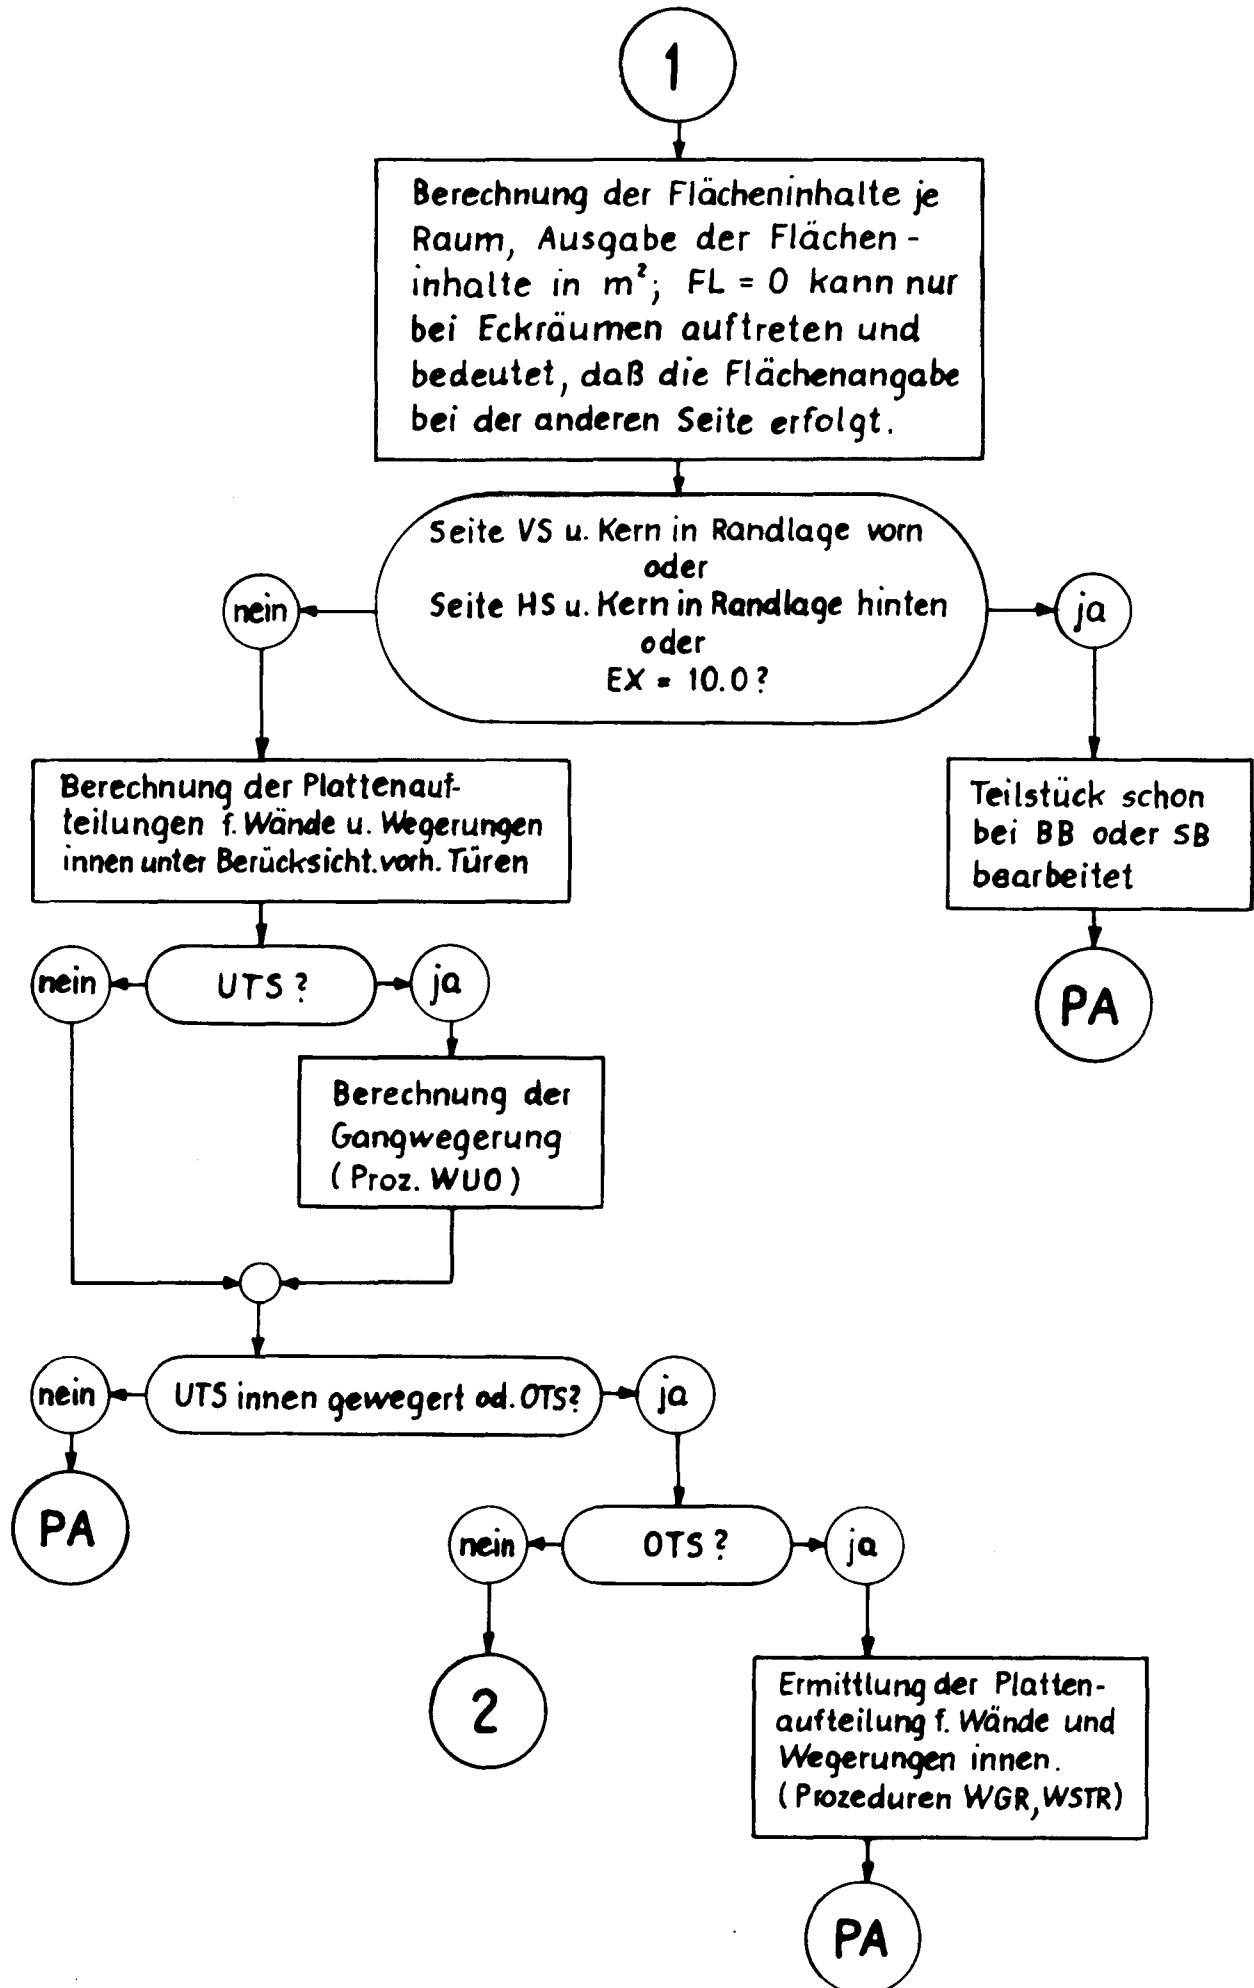 1
Berechnung der Flächeninhalte je
Raum, Ausgabe der Flächen-
inhalte in m²; FL = 0 kann nur
bei Eckräumen auftreten und
bedeutet, daß die Flächenangabe
bei der anderen Seite erfolgt.
Seite VS u. Kern in Randlage vorn
oder
Seite HS u. Kern in Randlage hinten
oder
EX = 10.0?
nein
ja
Berechnung der Plattenauf-
teilungen f. Wände u. Wegerungen
innen unter Berücksicht. vorh. Türen
Teilstück schon
bei BB oder SB
bearbeitet
nein
UTS?
ja
PA
Berechnung der
Gangwegerung
(Proz. WUO)
nein
UTS innen gewegert od. OTS?
ja
PA
nein
OTS?
ja
2
Ermittlung der Platten-
aufteilung f. Wände und
Wegerungen innen.
(Prozeduren WGR, WSTR)
PA